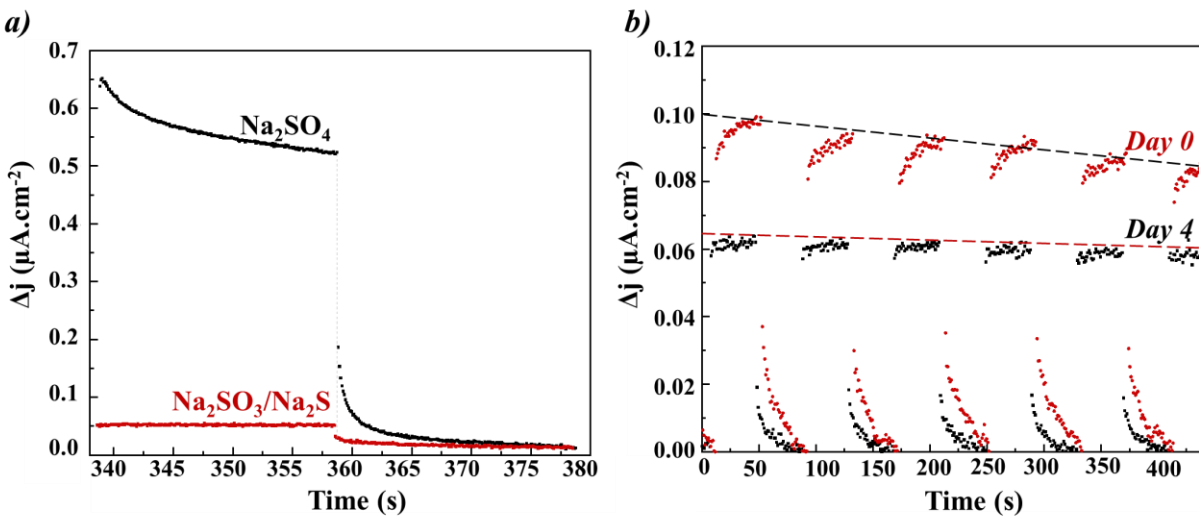 a)
0.7
0.6
0.5
0.4
0.3
0.2
0.1
0.0
Δj (µA.cm-2)
Na2SO4
Na2SO3/Na2S
340 345 350 355 360 365 370 375 380
Time (s)
b)
0.12
0.10
0.08
0.06
0.04
0.02
0.00
Δj (µA.cm-2)
Day 0
Day 4
0 50 100 150 200 250 300 350 400
Time (s)